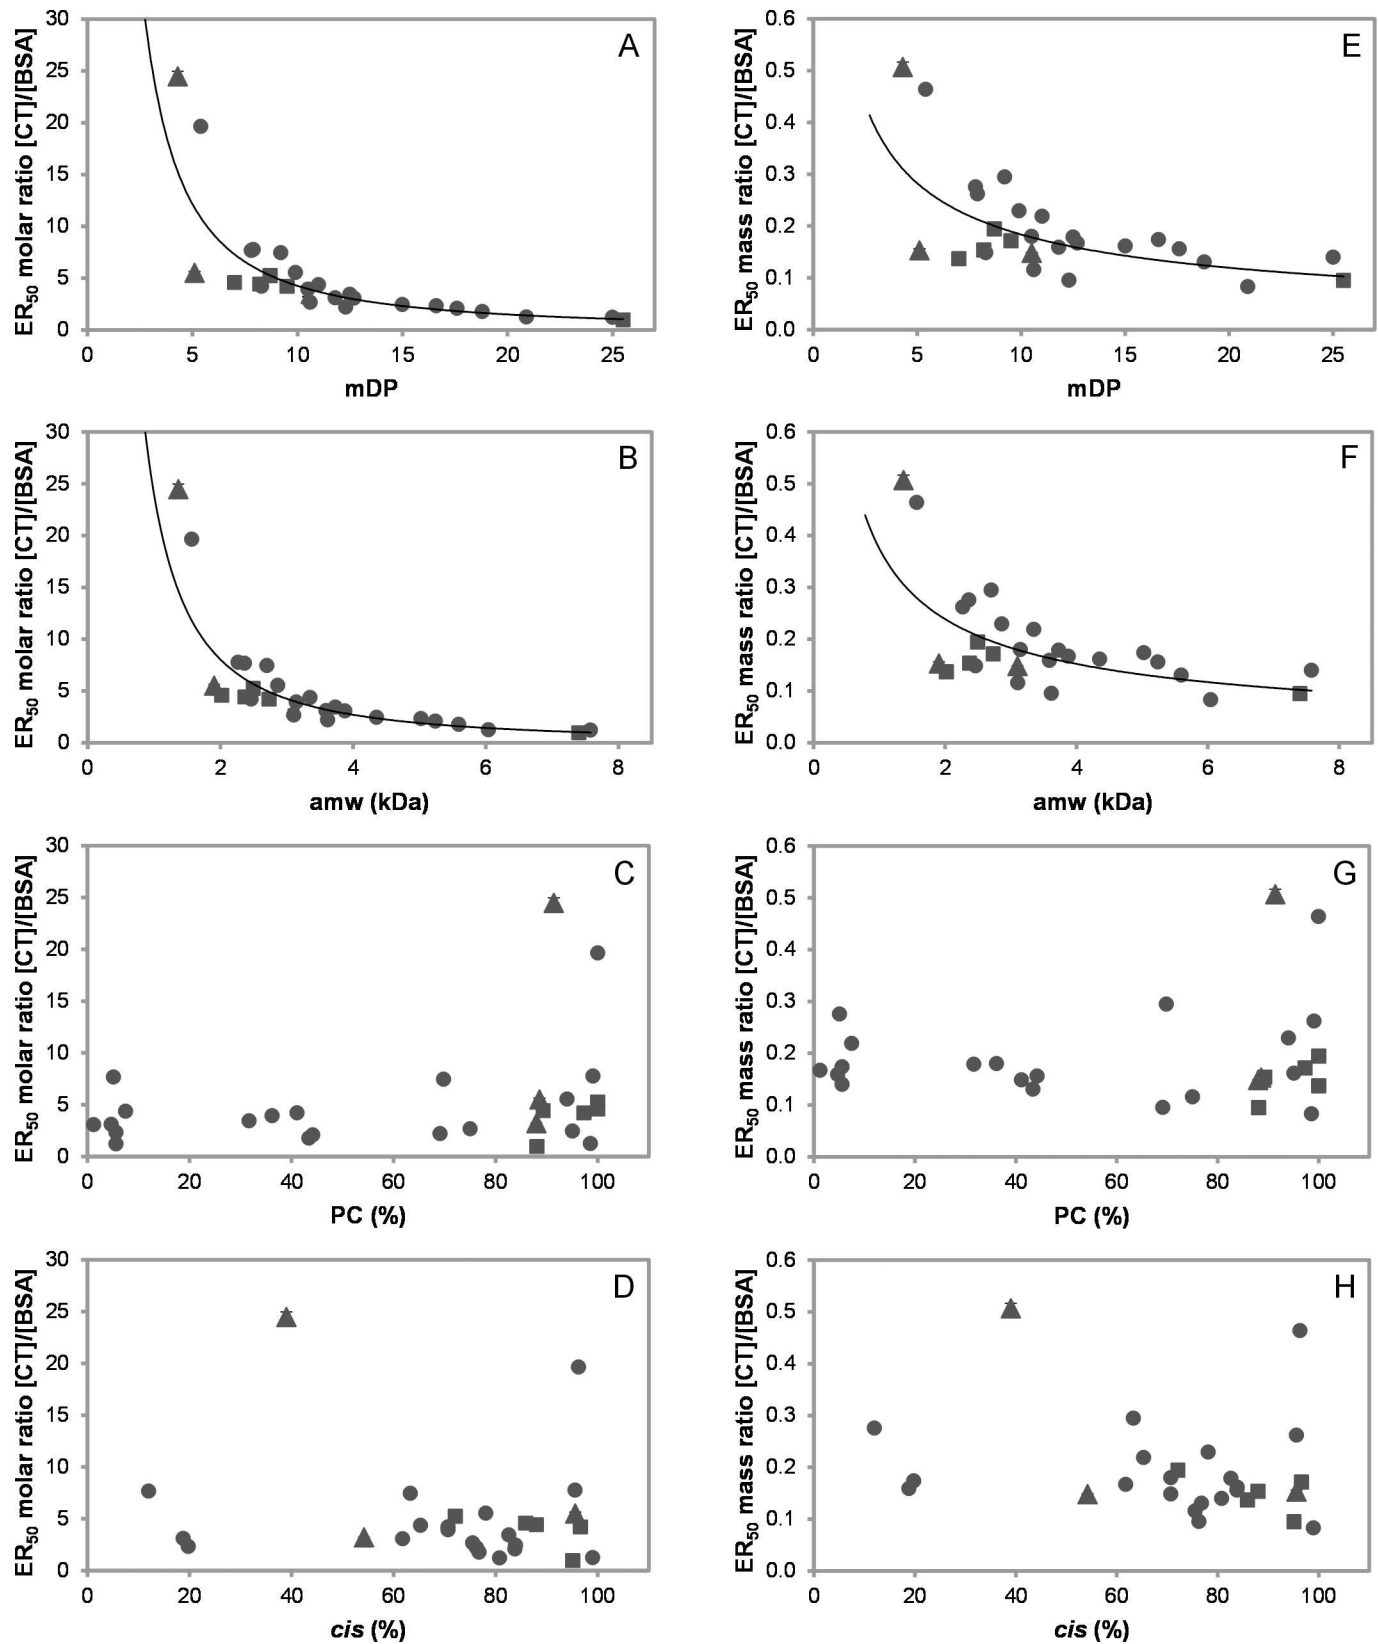 A
ER50 molar ratio [CT]/[BSA]
30
25
20
15
10
5
0
0 5 10 15 20 25
mDP
E
ER50 mass ratio [CT]/[BSA]
0.6
0.5
0.4
0.3
0.2
0.1
0.0
0 5 10 15 20 25
mDP
B
ER50 molar ratio [CT]/[BSA]
30
25
20
15
10
5
0
0 2 4 6 8
amw (kDa)
F
ER50 mass ratio [CT]/[BSA]
0.6
0.5
0.4
0.3
0.2
0.1
0.0
0 2 4 6 8
amw (kDa)
C
ER50 molar ratio [CT]/[BSA]
30
25
20
15
10
5
0
0 20 40 60 80 100
PC (%)
G
ER50 mass ratio [CT]/[BSA]
0.6
0.5
0.4
0.3
0.2
0.1
0.0
0 20 40 60 80 100
PC (%)
D
ER50 molar ratio [CT]/[BSA]
30
25
20
15
10
5
0
0 20 40 60 80 100
cis (%)
H
ER50 mass ratio [CT]/[BSA]
0.6
0.5
0.4
0.3
0.2
0.1
0.0
0 20 40 60 80 100
cis (%)